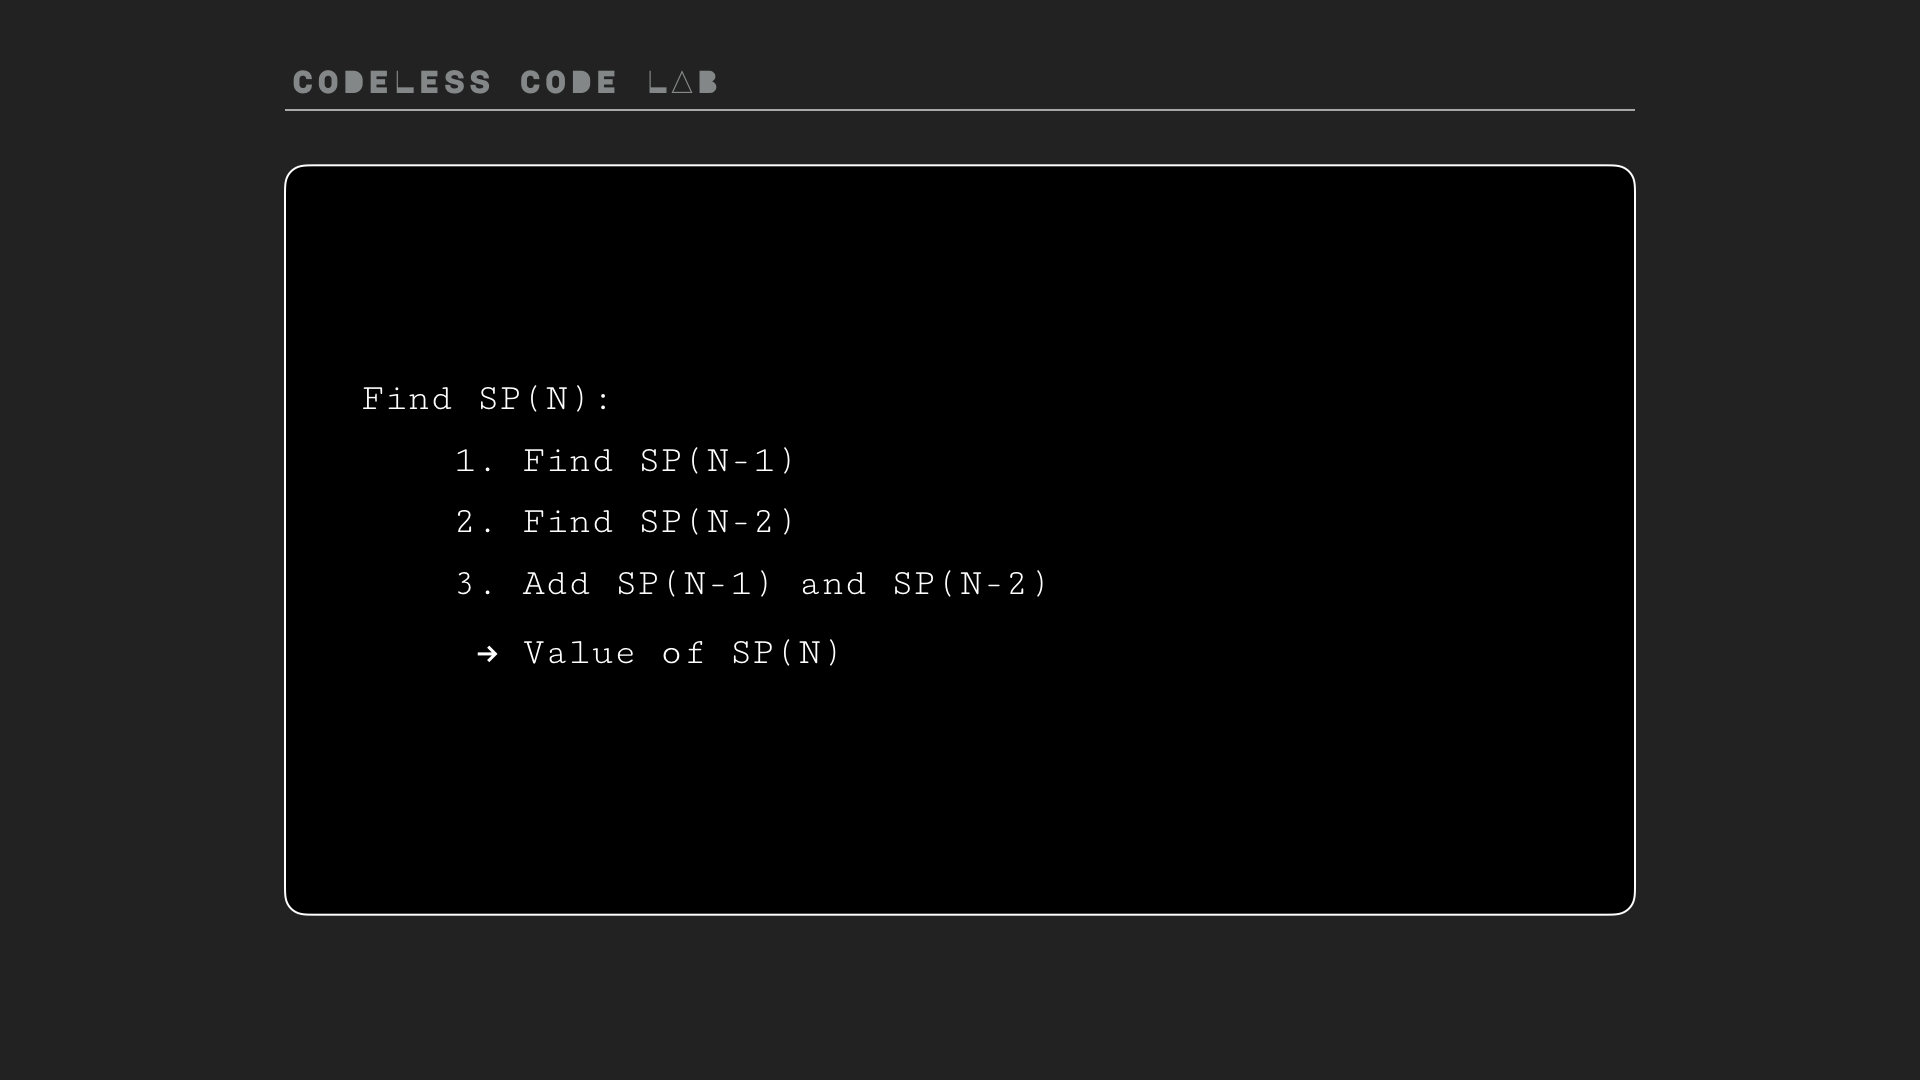 CODELESS CODE LAB
Find SP(N):
1. Find SP(N-1)
2. Find SP(N-2)
3. Add SP(N-1) and SP(N-2)
→ Value of SP(N)